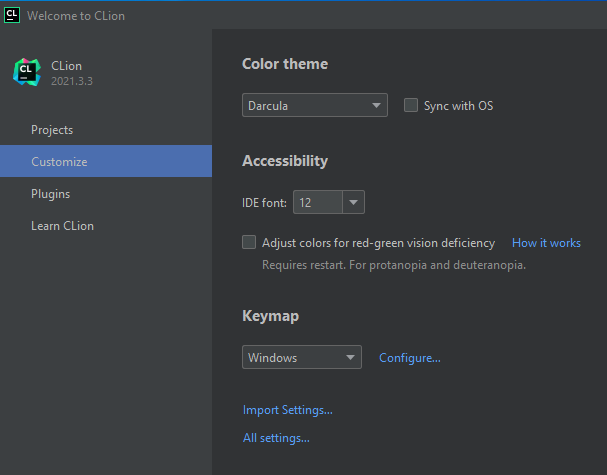 CL
Welcome to CLion
CL
CLion
2021.3.3
Projects
Customize
Plugins
Learn CLion
Color theme
Darcula
Sync with OS
Accessibility
IDE font: 12
Adjust colors for red-green vision deficiency How it works
Requires restart. For protanopia and deuteranopia.
Keymap
Windows
Configure...
Import Settings...
All settings...